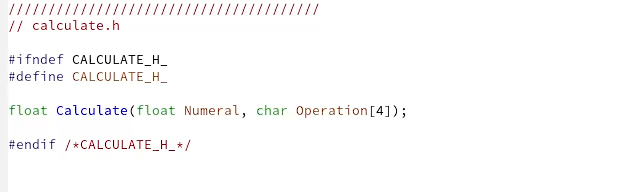 ///////////////////////////////////////
// calculate.h
#ifndef CALCULATE_H_
#define CALCULATE_H_
float Calculate(float Numeral, char Operation[4]);
#endif /*CALCULATE_H_*/